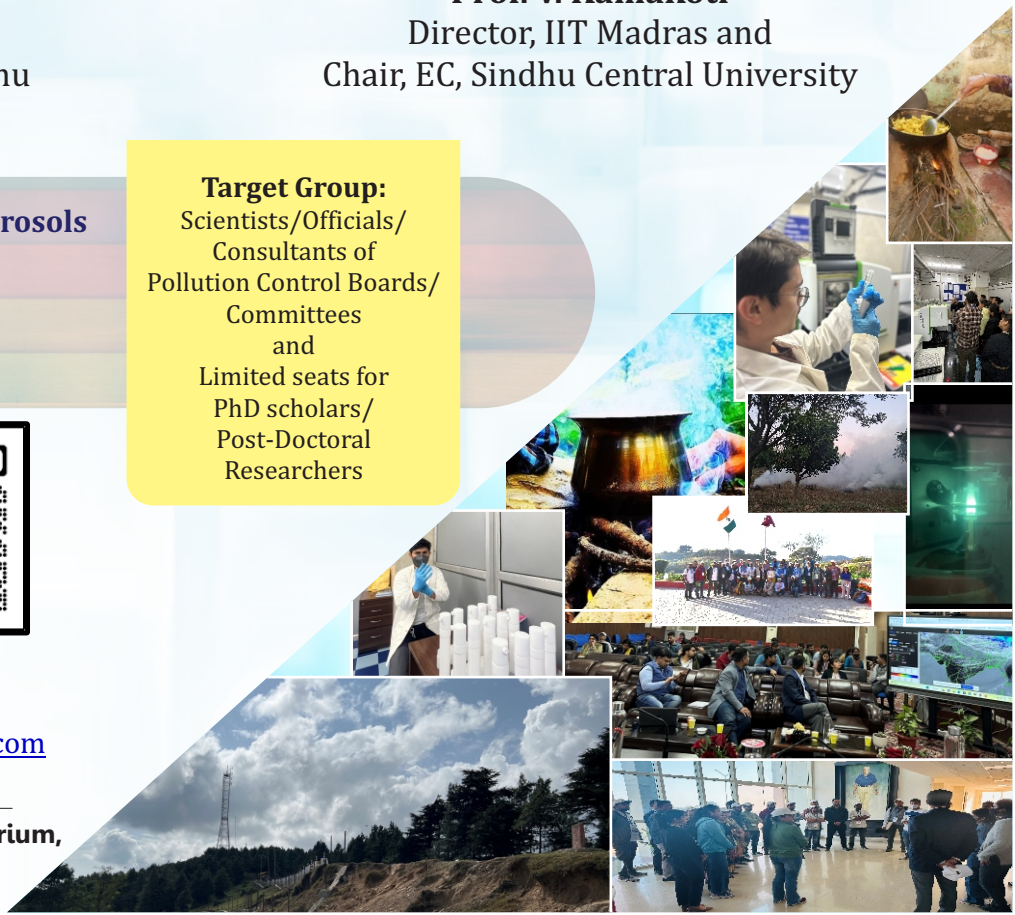 Director, IIT Madras and
Chair, EC, Sindhu Central University
nu
rosols
Target Group:
Scientists/Officials/
Consultants of
Pollution Control Boards/
Committees
and
Limited seats for
PhD scholars/
Post-Doctoral
Researchers
com
rium,